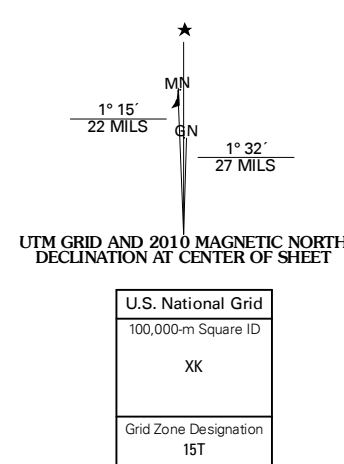 MN
GN
1° 15´
22 MILS
1° 32´
27 MILS
UTM GRID AND 2010 MAGNETIC NORTH
DECLINATION AT CENTER OF SHEET
U.S. National Grid
100,000-m Square ID
XK
Grid Zone Designation
15T